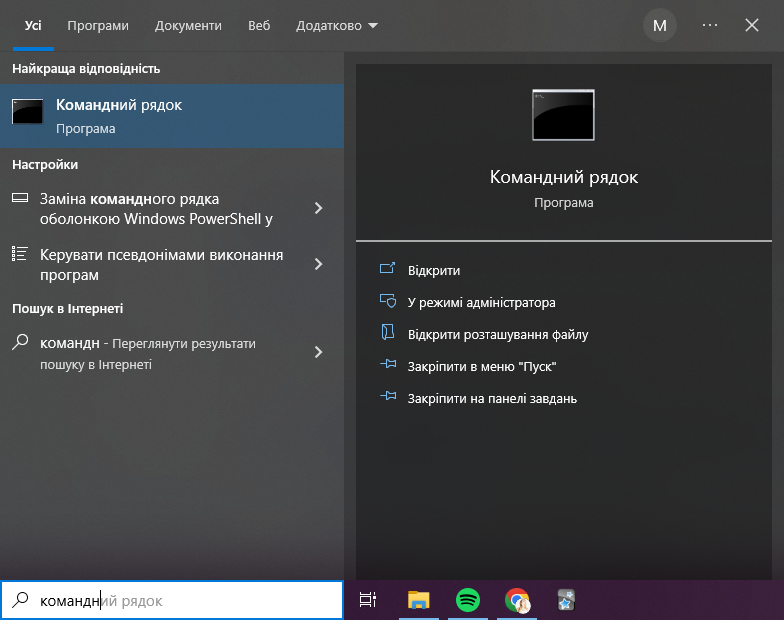 Усі Програми Документи Веб Додатково M ...
Найкраща відповідність
Командний рядок
Програма
Настройки
Заміна командного рядка
оболонкою Windows PowerShell у
Керувати псевдонімами виконання
програм
Пошук в Інтернеті
командн - Переглянути результати
пошуку в Інтернеті
Командний рядок
Програма
Відкрити
У режимі адміністратора
Відкрити розташування файлу
Закріпити в меню "Пуск"
Закріпити на панелі завдань
командний рядок